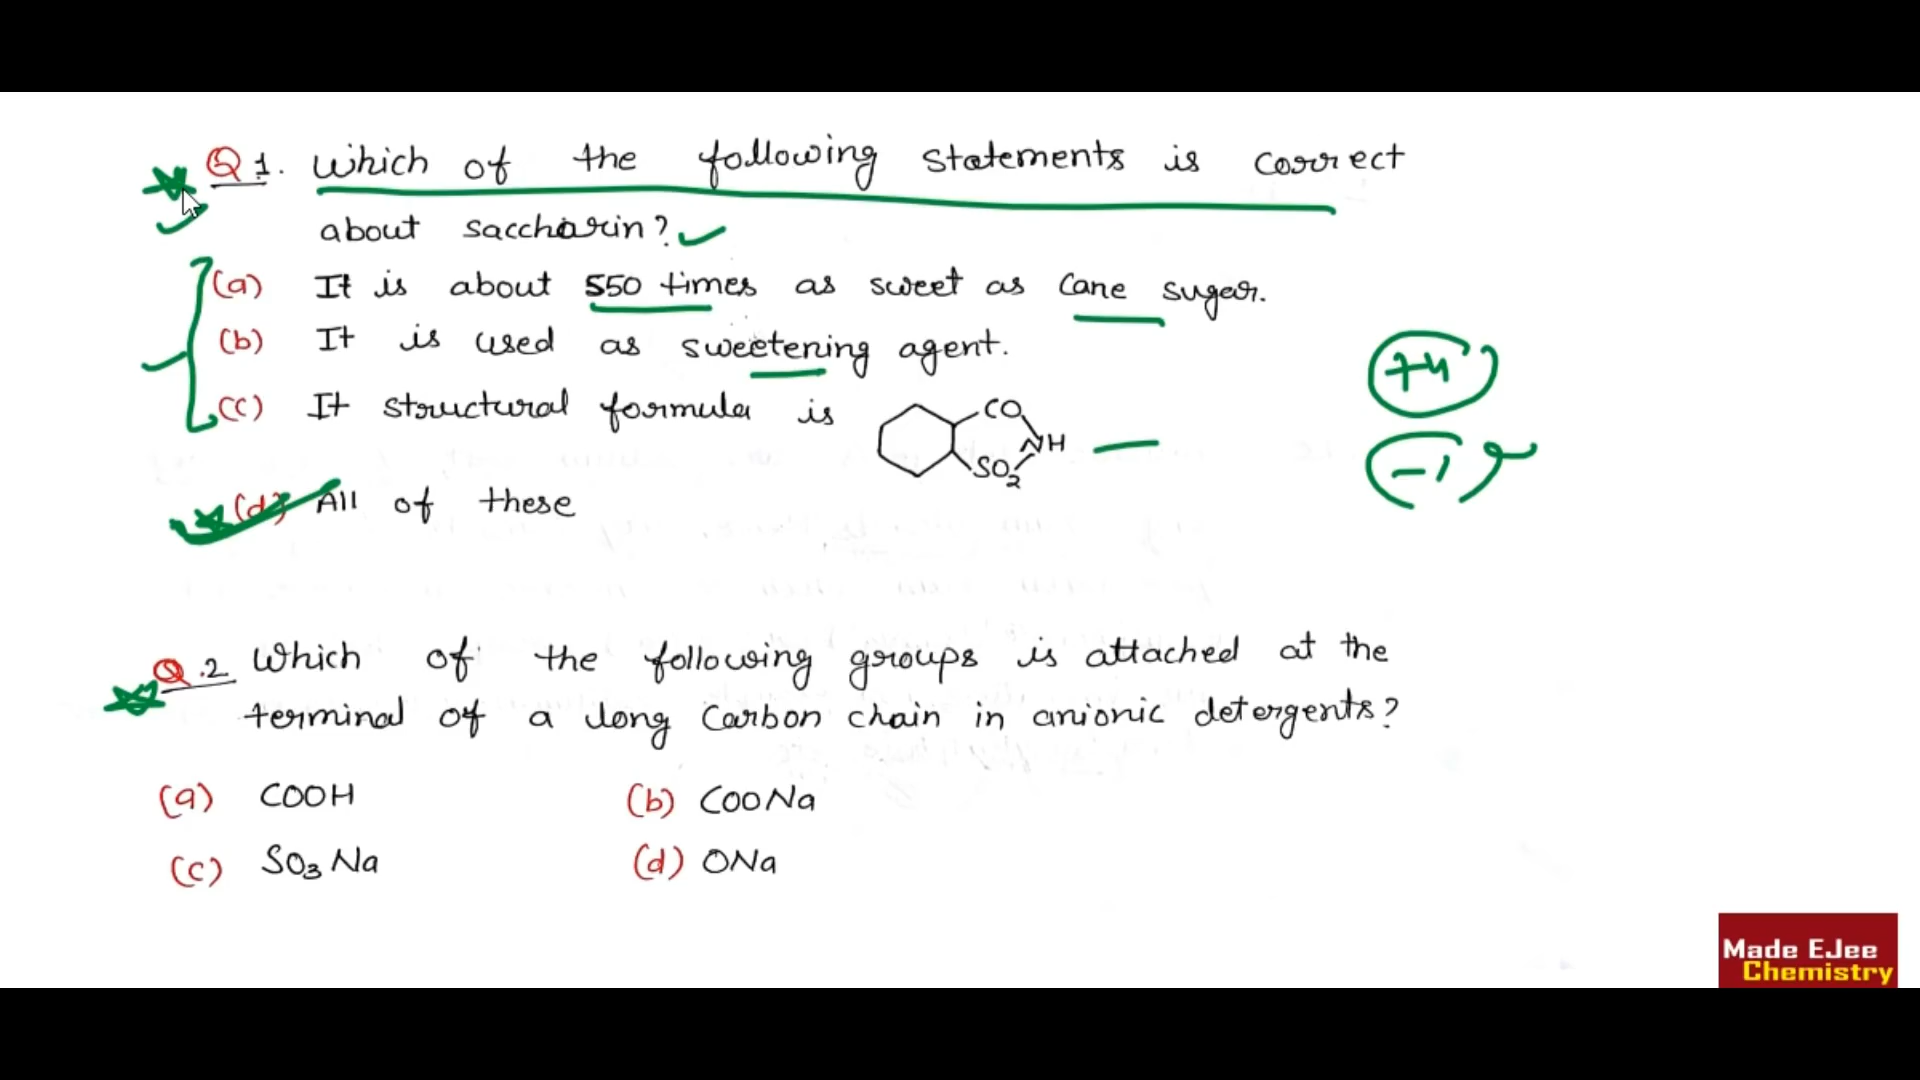 Q1. Which of the following statements is correct
about saccharin?
(a) It is about 550 times as sweet as Cane sugar.
(b) It is used as sweetening agent.
(c) It structural formula is
CO
NH
SO2
(d) All of these
+4
-1
Q.2 Which of the following groups is attached at the
terminal of a long Carbon chain in anionic detergents?
(a) COOH (b) COONa
(c) SO3 Na (d) ONa
Made EJee
Chemistry